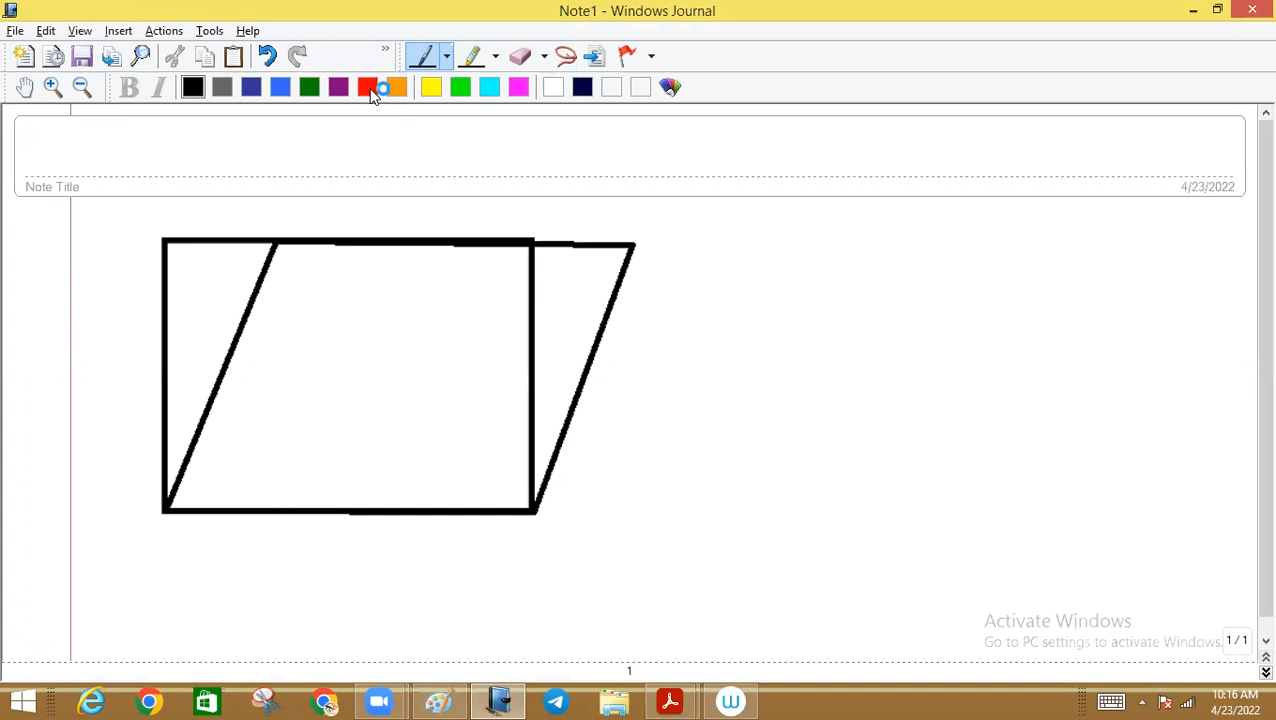 Note1 - Windows Journal
File Edit View Insert Actions Tools Help
»
B I
Note Title
4/23/2022
Activate Windows
Go to PC settings to activate Windows.
1 / 1
1
W
10:16 AM
4/23/2022